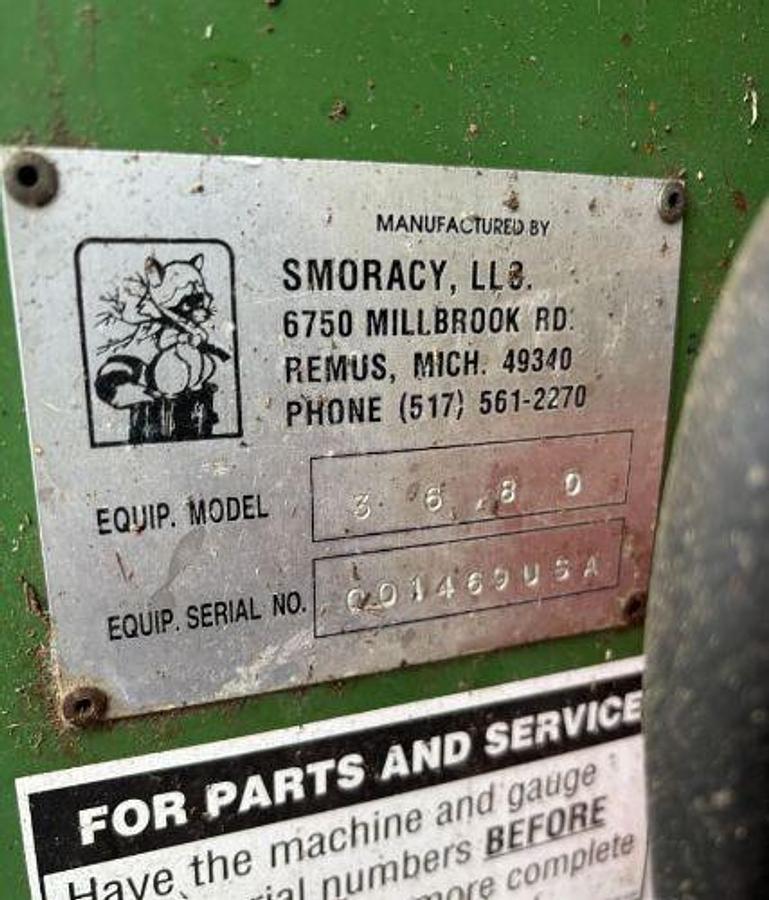 MANUFACTURED BY
SMORACY, LLC.
6750 MILLBROOK RD.
REMUS, MICH. 49340
PHONE (517) 561-2270
EQUIP. MODEL 3680
EQUIP. SERIAL NO. 001469USA
FOR PARTS AND SERVICE
Have the machine and gauge
numbers BEFORE
more complete